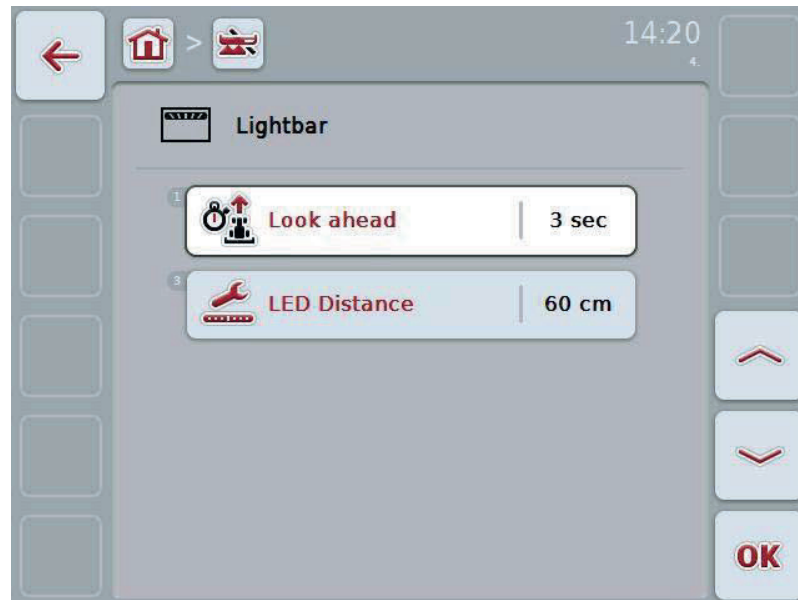 >
14:20
4.
Lightbar
1
Look ahead
3 sec
3
LED Distance
60 cm
OK